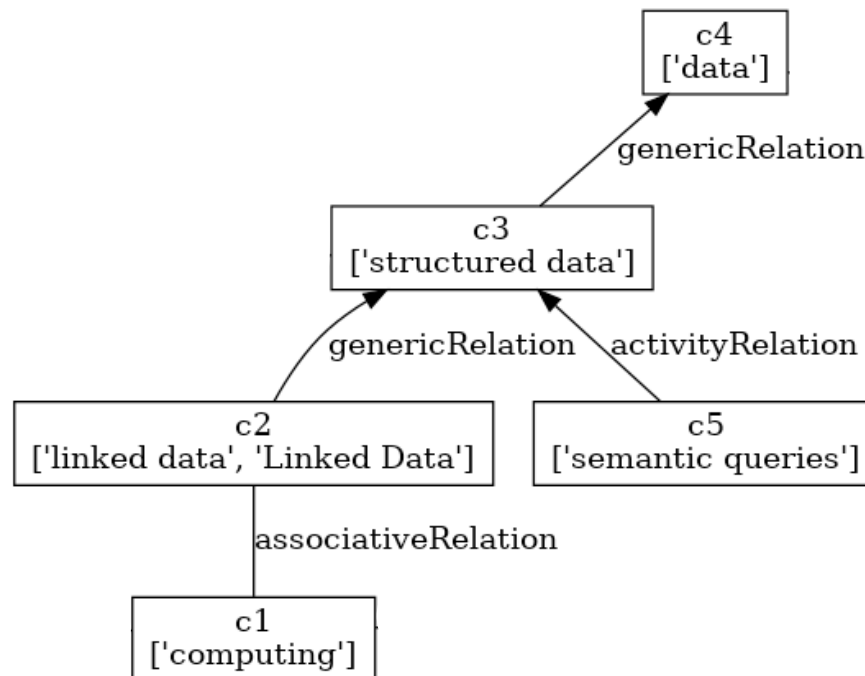 c4
['data']
genericRelation
c3
['structured data']
genericRelation
activityRelation
c2
['linked data', 'Linked Data']
c5
['semantic queries']
associativeRelation
c1
['computing']